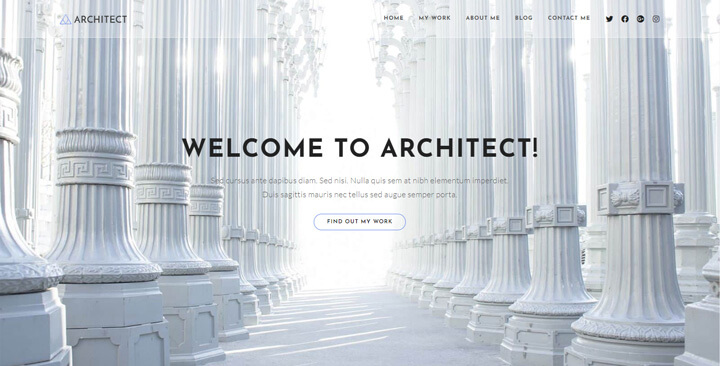 ARCHITECT
HOME MY WORK ABOUT ME BLOG CONTACT ME
WELCOME TO ARCHITECT!
Sed cursus ante dapibus diam. Sed nisi. Nulla quis sem at nibh elementum imperdiet.
Duis sagittis mauris nec tellus sed augue semper porta.
FIND OUT MY WORK